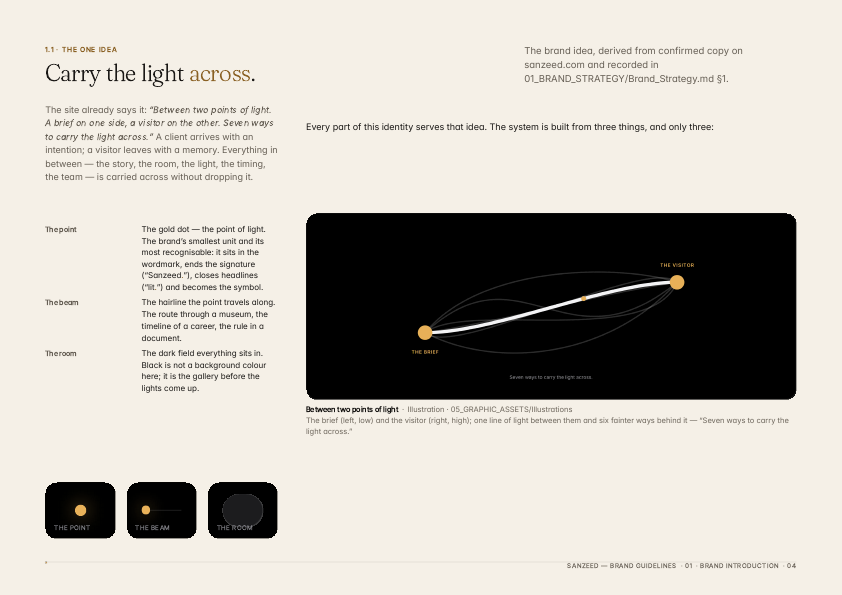 1.1 · THE ONE IDEA
Carry the light across.
The brand idea, derived from confirmed copy on
sanzeed.com and recorded in
01_BRAND_STRATEGY/Brand_Strategy.md §1.
The site already says it: “Between two points of light.
A brief on one side, a visitor on the other. Seven ways
to carry the light across.” A client arrives with an
intention; a visitor leaves with a memory. Everything in
between — the story, the room, the light, the timing,
the team — is carried across without dropping it.
Every part of this identity serves that idea. The system is built from three things, and only three:
The point
The gold dot — the point of light.
The brand’s smallest unit and its
most recognisable: it sits in the
wordmark, ends the signature
(“Sanzeed.”), closes headlines
(“lit.”) and becomes the symbol.
The beam
The hairline the point travels along.
The route through a museum, the
timeline of a career, the rule in a
document.
The room
The dark field everything sits in.
Black is not a background colour
here; it is the gallery before the
lights come up.
THE VISITOR
THE BRIEF
Seven ways to carry the light across.
Between two points of light · Illustration · 05_GRAPHIC_ASSETS/Illustrations
The brief (left, low) and the visitor (right, high); one line of light between them and six fainter ways behind it — “Seven ways to carry the
light across.”
THE POINT
THE BEAM
THE ROOM
SANZEED — BRAND GUIDELINES · 01 · BRAND INTRODUCTION · 04